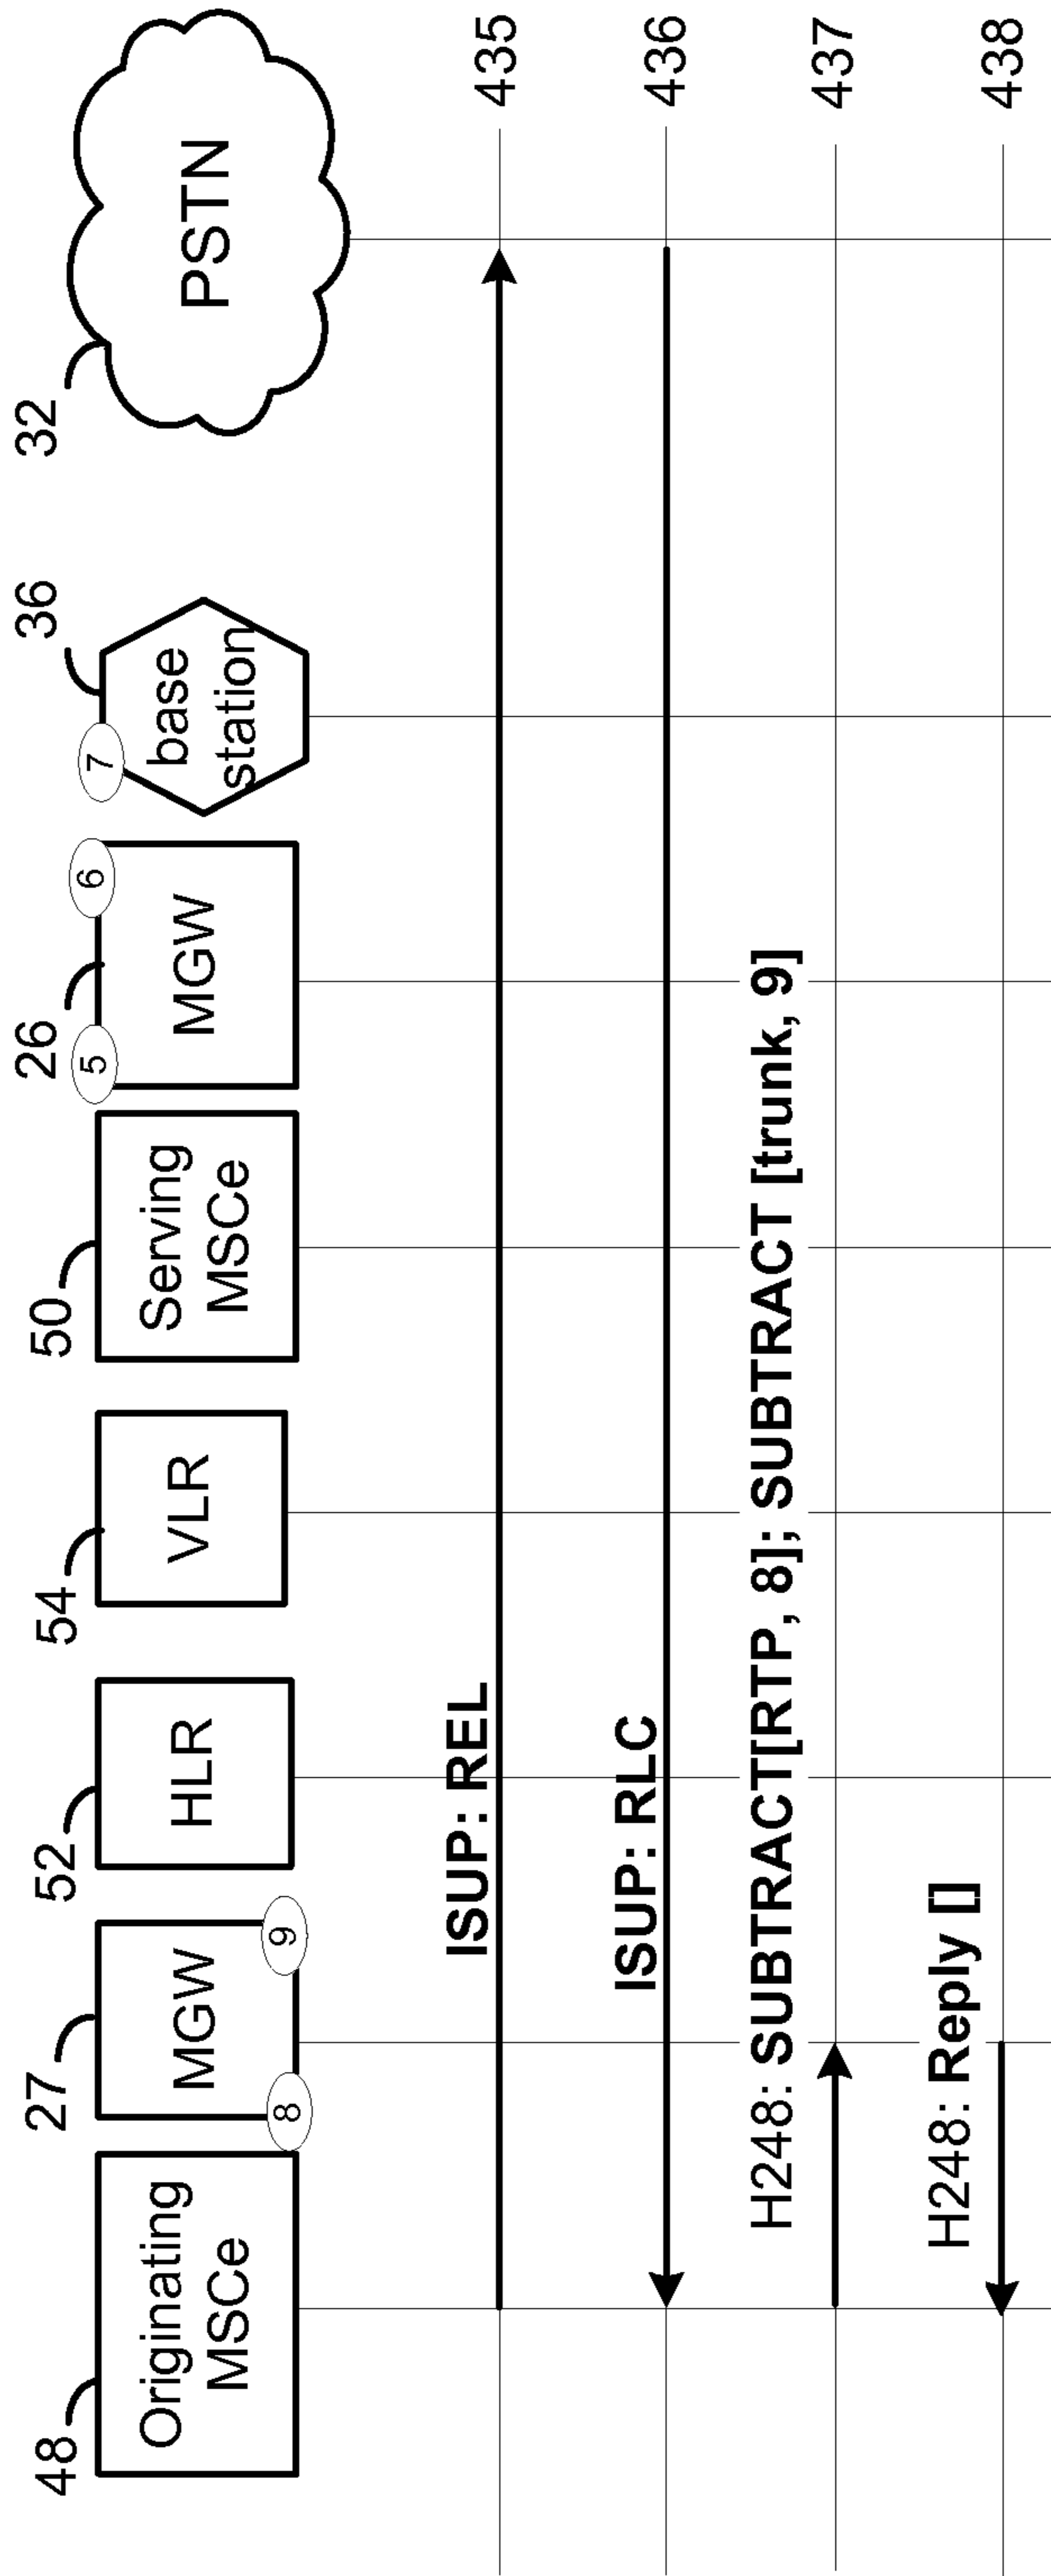 48
27
52
54
50
26
36
32
Originating
MSCe
MGW
8
9
HLR
VLR
Serving
MSCe
MGW
5
6
base
station
7
PSTN
ISUP: REL
435
ISUP: RLC
436
H248: SUBTRACT[RTP, 8]; SUBTRACT [trunk, 9]
437
H248: Reply []
438